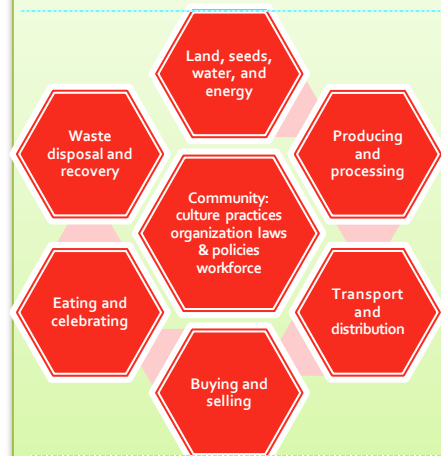 Land, seeds,
water, and
energy
Producing
and
processing
Transport
and
distribution
Buying and
selling
Eating and
celebrating
Waste
disposal and
recovery
Community:
culture practices
organization laws
& policies
workforce